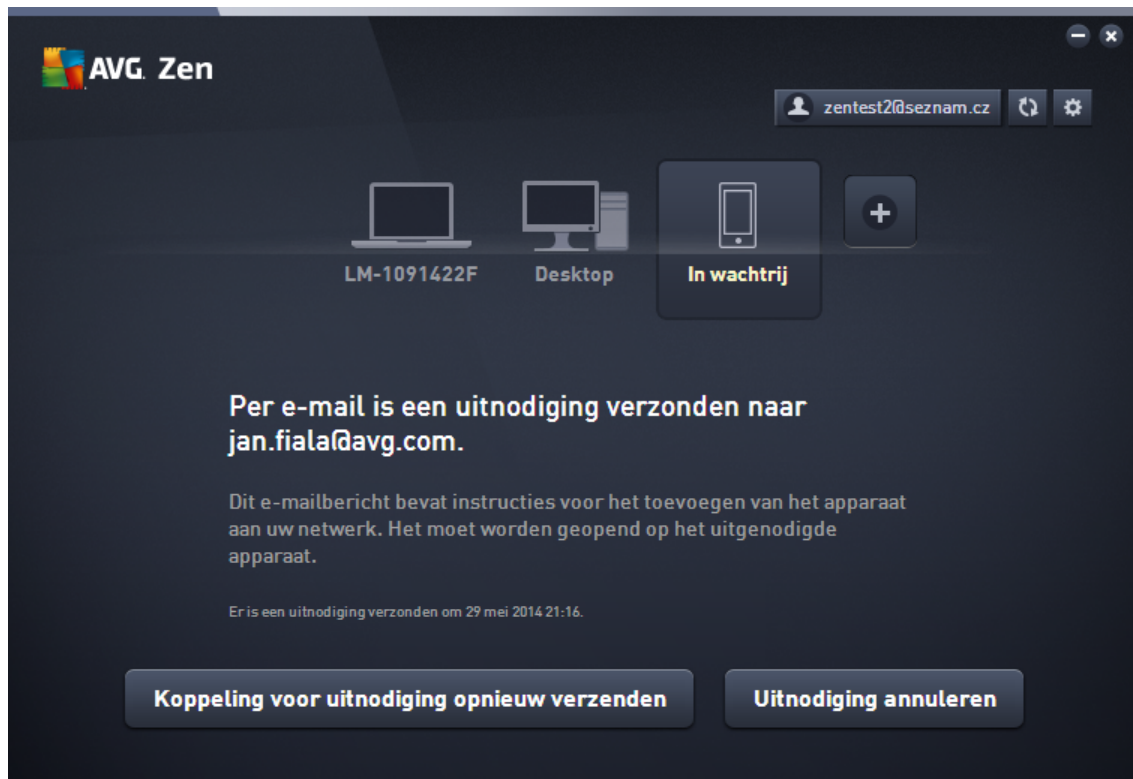 AVG. Zen
zentest2@seznam.cz
LM-1091422F
Desktop
In wachtrij
Per e-mail is een uitnodiging verzonden naar
jan.fiala@avg.com.
Dit e-mailbericht bevat instructies voor het toevoegen van het apparaat
aan uw netwerk. Het moet worden geopend op het uitgenodigde
apparaat.
Er is een uitnodiging verzonden om 29 mei 2014 21:16.
Koppeling voor uitnodiging opnieuw verzenden
Uitnodiging annuleren